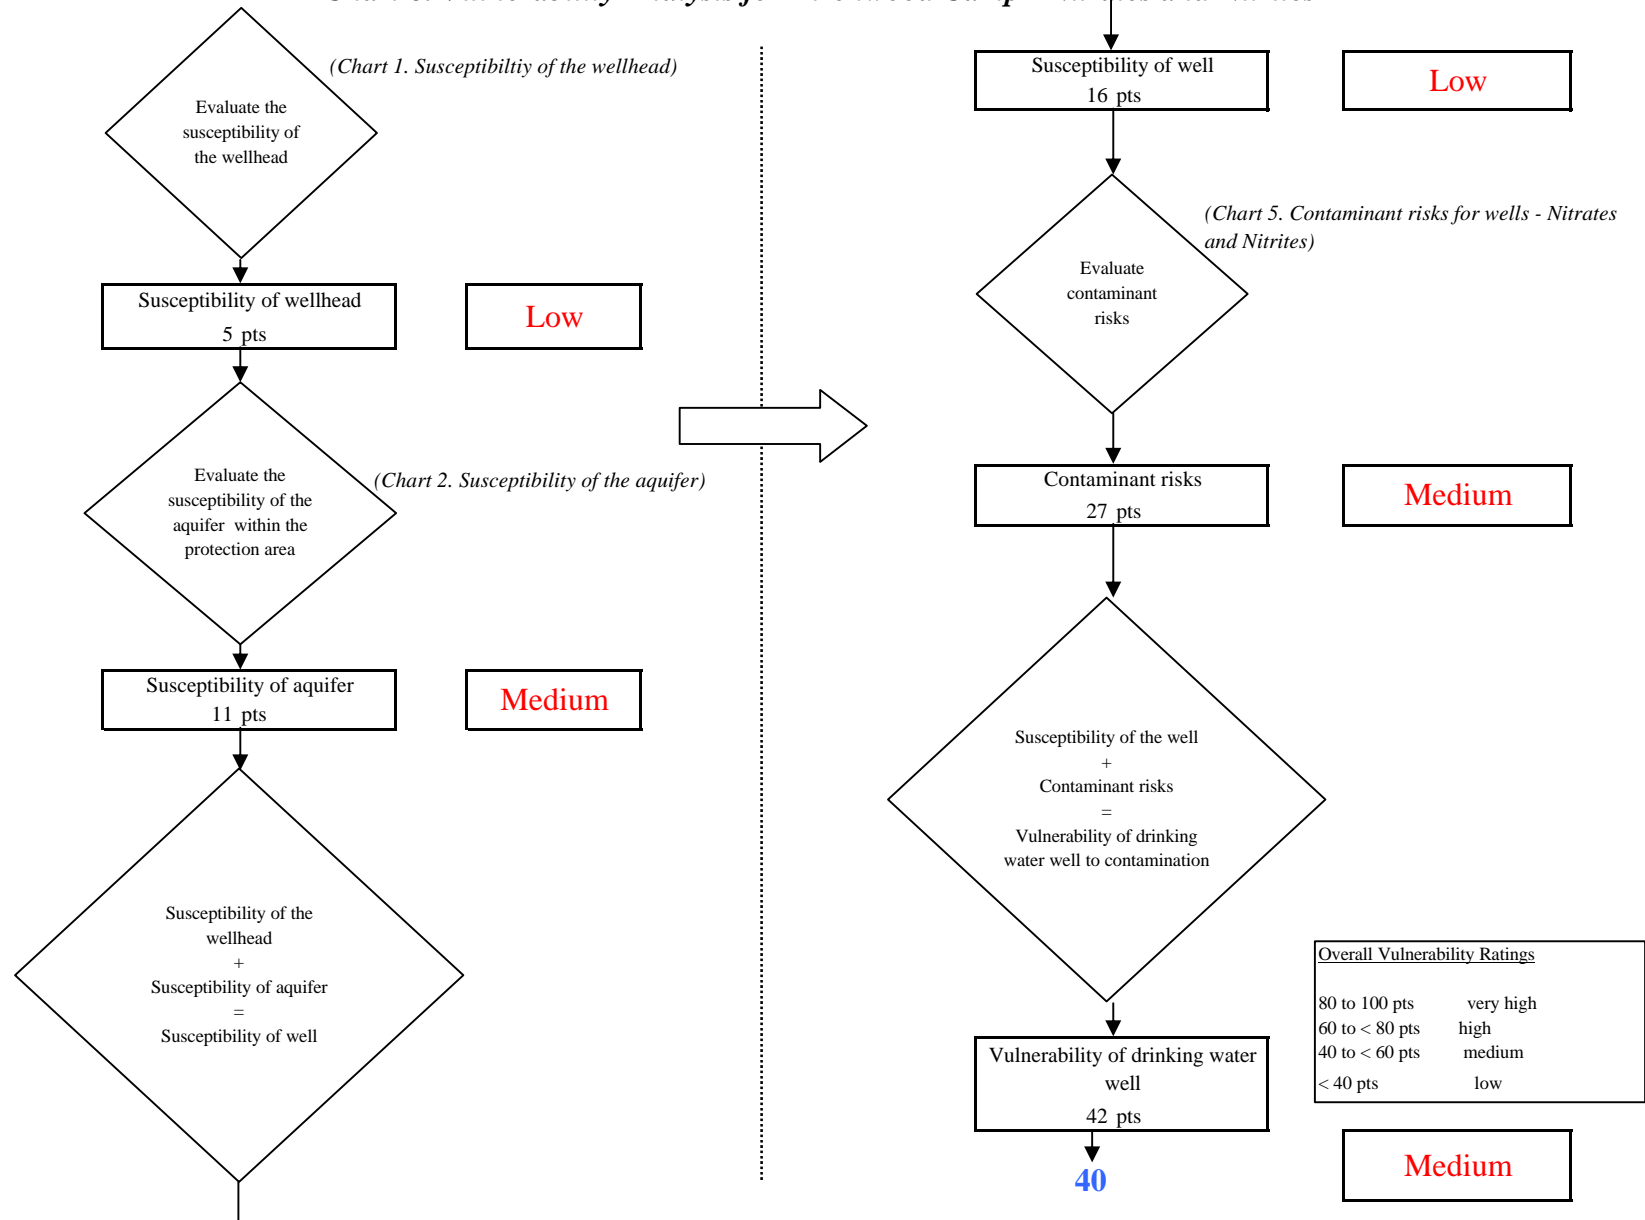 (Chart 1. Susceptibiltiy of the wellhead)
Evaluate the
susceptibility of
the wellhead
Susceptibility of wellhead
5 pts
Low
Evaluate the
susceptibility of the
aquifer within the
protection area
(Chart 2. Susceptibility of the aquifer)
Susceptibility of aquifer
11 pts
Medium
Susceptibility of the
wellhead
+
Susceptibility of aquifer
=
Susceptibility of well
Susceptibility of well
16 pts
Low
(Chart 5. Contaminant risks for wells - Nitrates
and Nitrites)
Evaluate
contaminant
risks
Contaminant risks
27 pts
Medium
Susceptibility of the well
+
Contaminant risks
=
Vulnerability of drinking
water well to contamination
Overall Vulnerability Ratings
80 to 100 pts very high
60 to < 80 pts high
40 to < 60 pts medium
< 40 pts low
Vulnerability of drinking water
well
42 pts
40
Medium